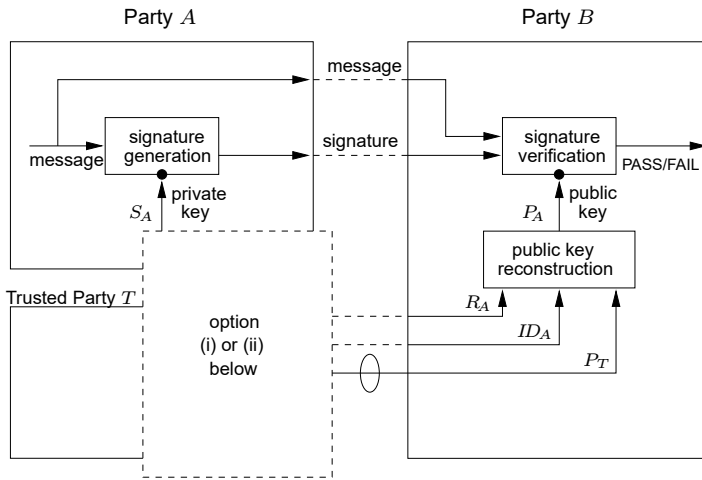 Party A
Party B
message
signature
generation
message
signature
signature
verification
PASS/FAIL
private
key
S_A
public
key
P_A
public key
reconstruction
Trusted Party T
option
(i) or (ii)
below
R_A
ID_A
P_T